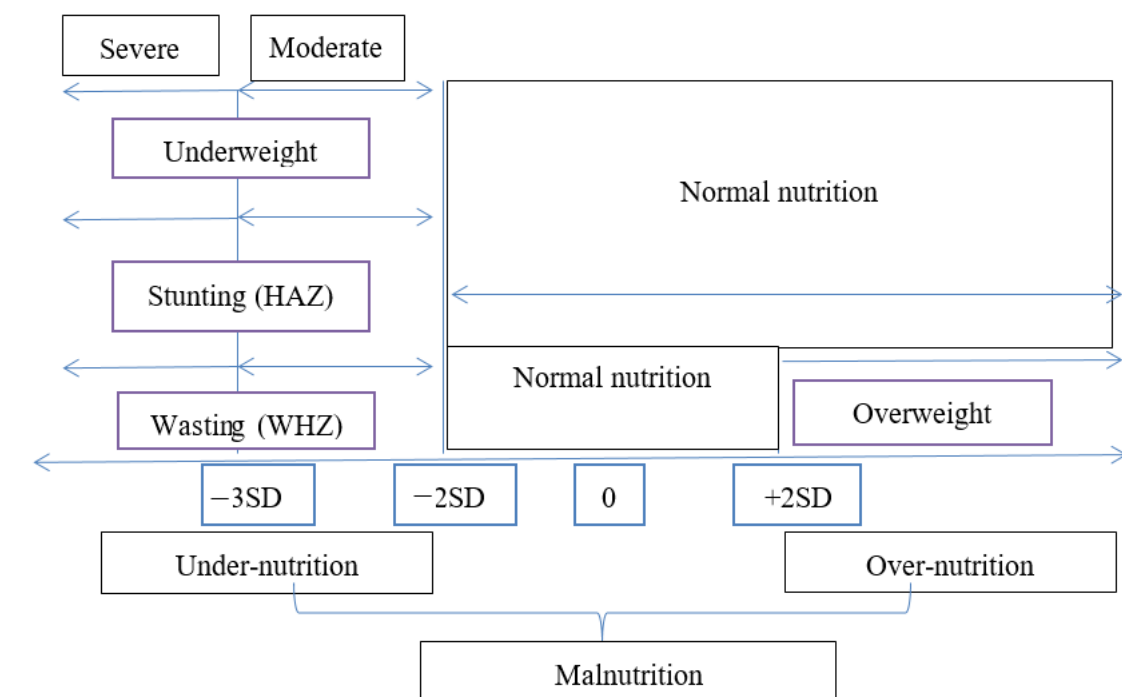 Severe
Moderate
Underweight
Normal nutrition
Stunting (HAZ)
Normal nutrition
Wasting (WHZ)
Overweight
−3SD
−2SD
0
+2SD
Under-nutrition
Over-nutrition
Malnutrition